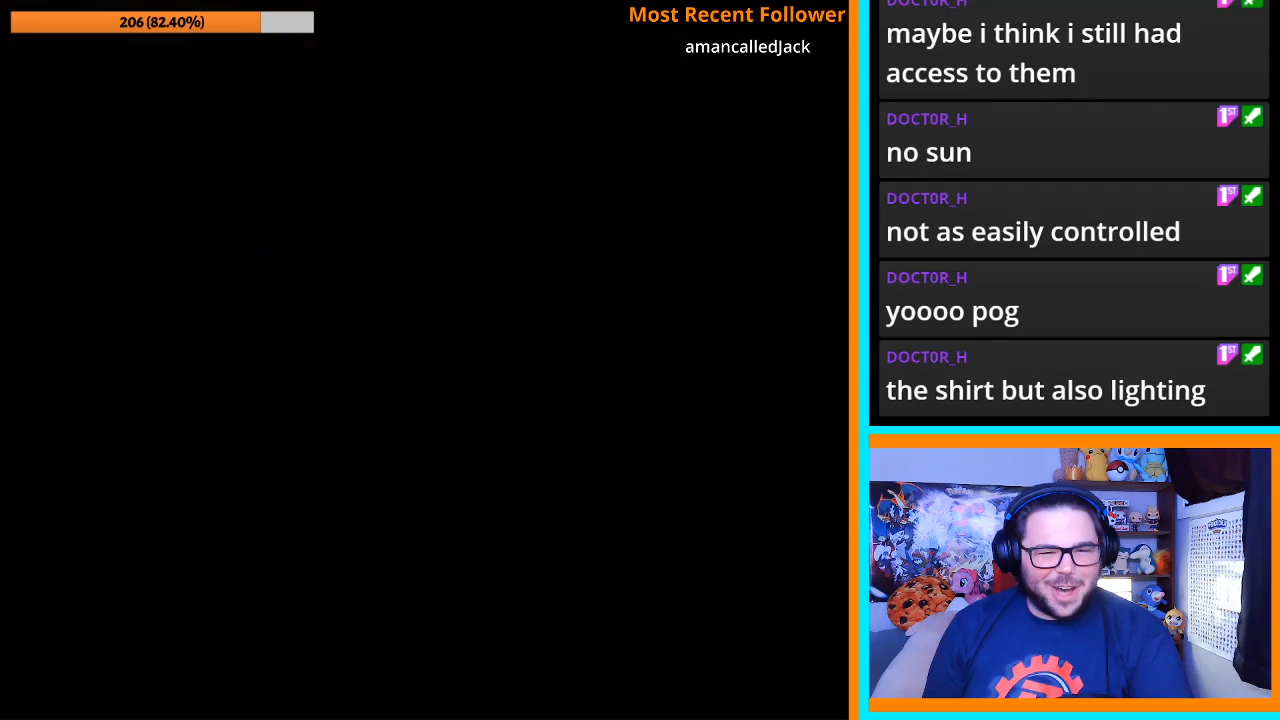 206 (82.40%)
Most Recent Follower
amancalledJack
DOCT0R_H
maybe i think i still had
access to them
DOCT0R_H
no sun
DOCT0R_H
not as easily controlled
DOCT0R_H
yoooo pog
DOCT0R_H
the shirt but also lighting